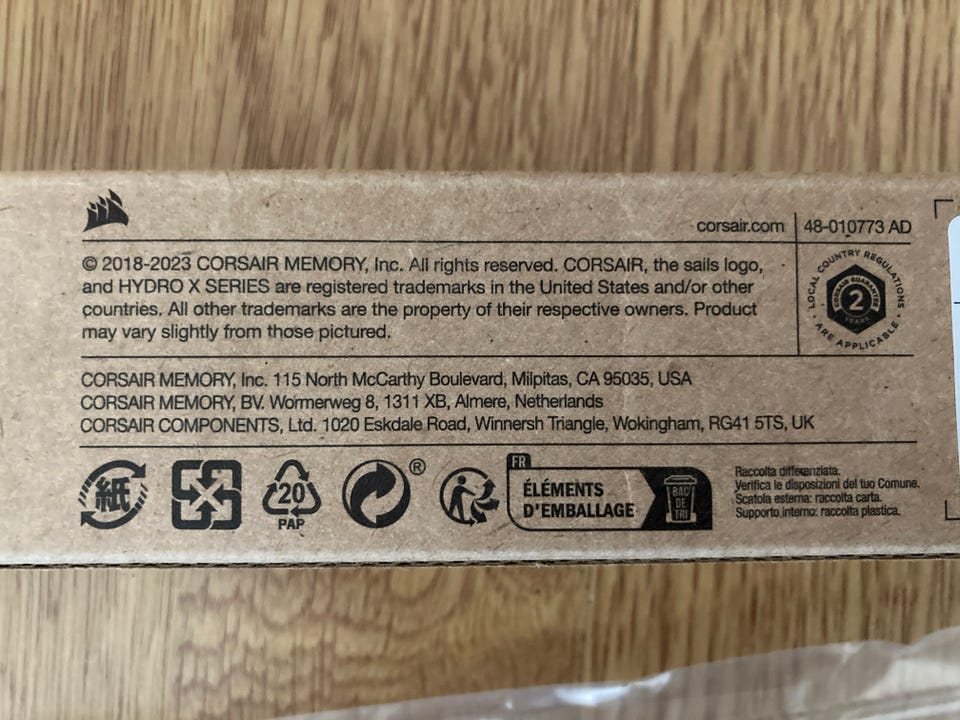 corsair.com 48-010773 AD
© 2018-2023 CORSAIR MEMORY, Inc. All rights reserved. CORSAIR, the sails logo,
and HYDRO X SERIES are registered trademarks in the United States and/or other
countries. All other trademarks are the property of their respective owners. Product
may vary slightly from those pictured.
LOCAL COUNTRY REGULATIONS
CORSAIR GUARANTEE
2
YEARS
ARE APPLICABLE
CORSAIR MEMORY, Inc. 115 North McCarthy Boulevard, Milpitas, CA 95035, USA
CORSAIR MEMORY, BV. Wormerweg 8, 1311 XB, Almere, Netherlands
CORSAIR COMPONENTS, Ltd. 1020 Eskdale Road, Winnersh Triangle, Wokingham, RG41 5TS, UK
紙
20
PAP
®
FR
ÉLÉMENTS
D'EMBALLAGE
BAC
DE
TRI
Raccolta differenziata.
Verifica le disposizioni del tuo Comune.
Scatola esterna: raccolta carta.
Supporto interno: raccolta plastica.